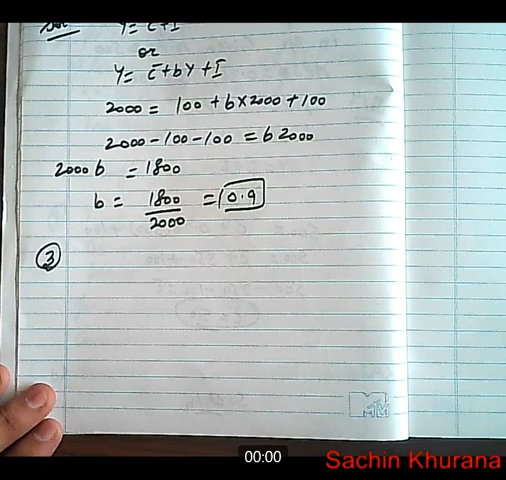 Y = C + I
or
Y = C̄ + bY + I
2000 = 100 + b × 2000 + 100
2000 - 100 - 100 = b 2000
2000 b = 1800
b = 1800/2000 = 0.9
3
MTV
00:00
Sachin Khurana